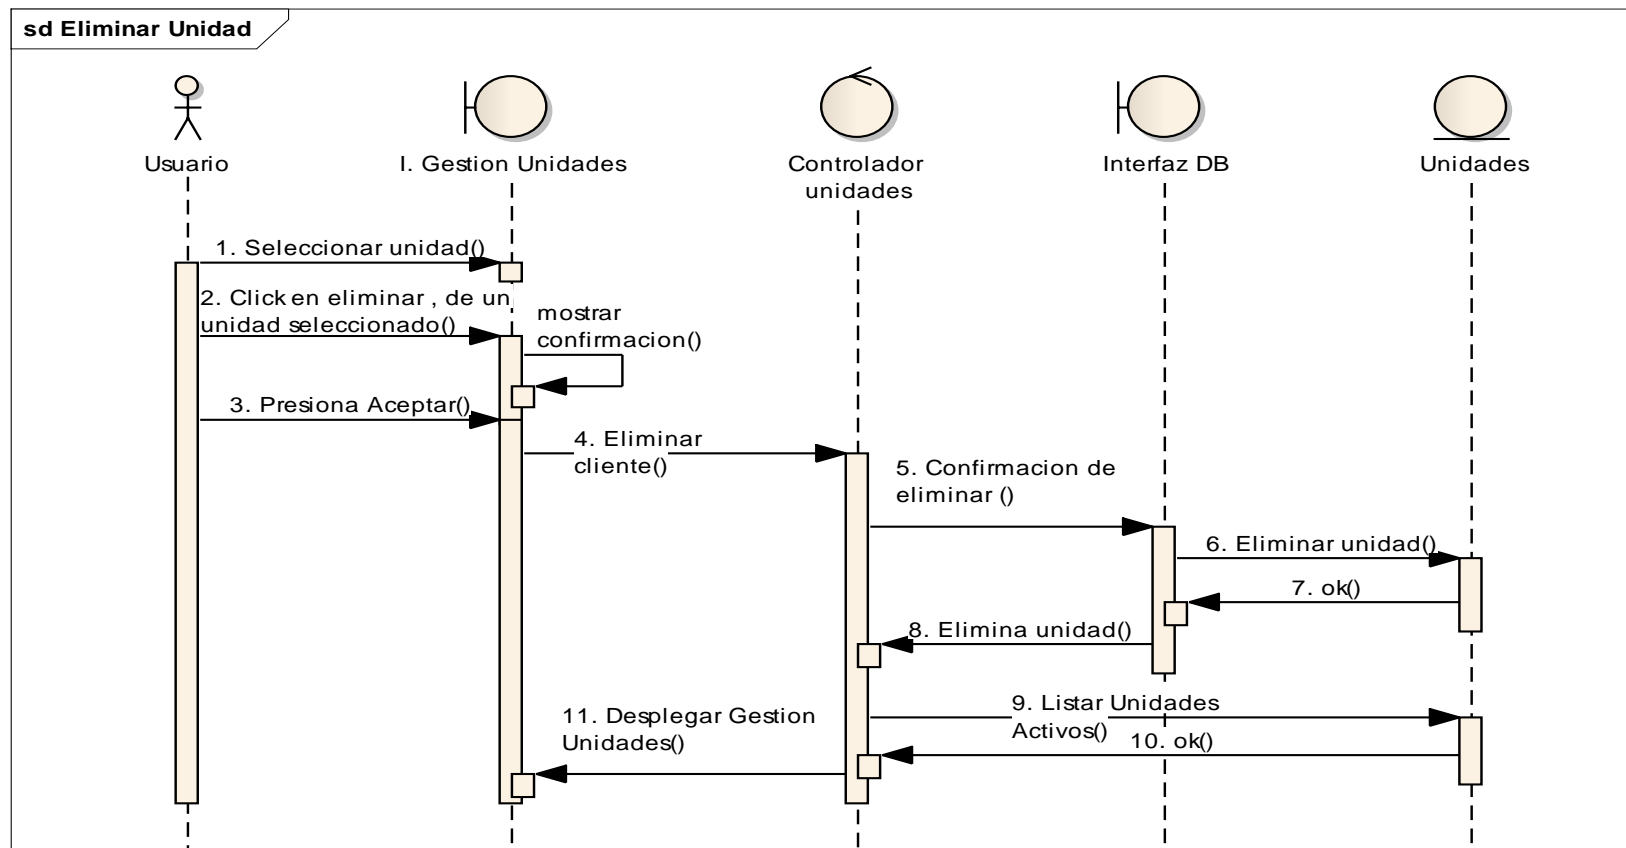 sd Eliminar Unidad
Usuario
I. Gestion Unidades
Controlador
unidades
Interfaz DB
Unidades
1. Seleccionar unidad()
2. Click en eliminar , de un
unidad seleccionado()
mostrar
confirmacion()
3. Presiona Aceptar()
4. Eliminar
cliente()
5. Confirmacion de
eliminar ()
6. Eliminar unidad()
7. ok()
8. Elimina unidad()
9. Listar Unidades
Activos()
10. ok()
11. Desplegar Gestion
Unidades()